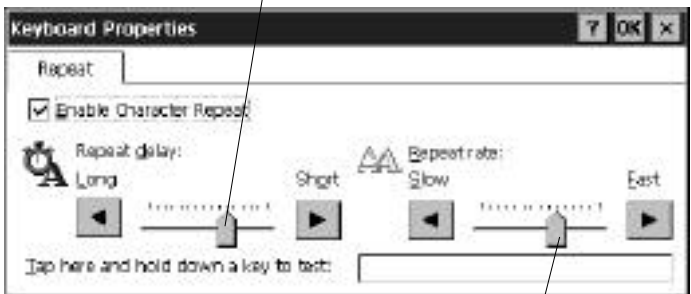 Keyboard Properties ? OK ×
Repeat
Enable Character Repeat
Repeat delay:
Long Short
Repeat rate:
Slow Fast
Tap here and hold down a key to test: